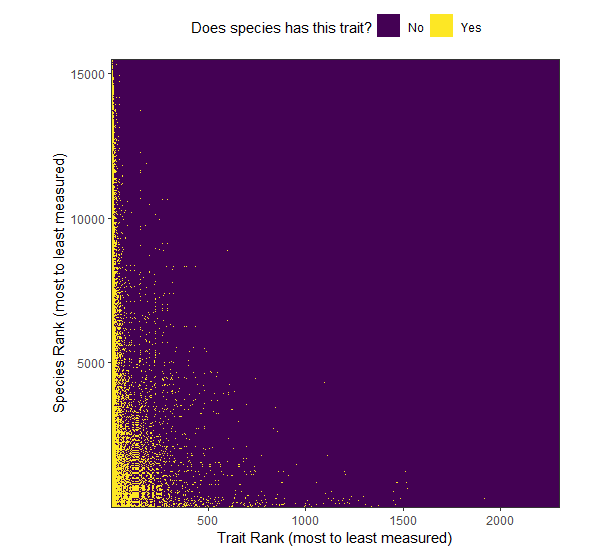 Does species has this trait? No Yes
15000
10000
5000
Species Rank (most to least measured)
500 1000 1500 2000
Trait Rank (most to least measured)